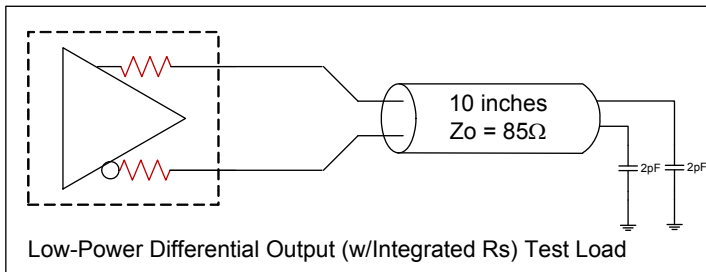 10 inches
Zo = 85Ω
2pF
2pF
Low-Power Differential Output (w/Integrated Rs) Test Load